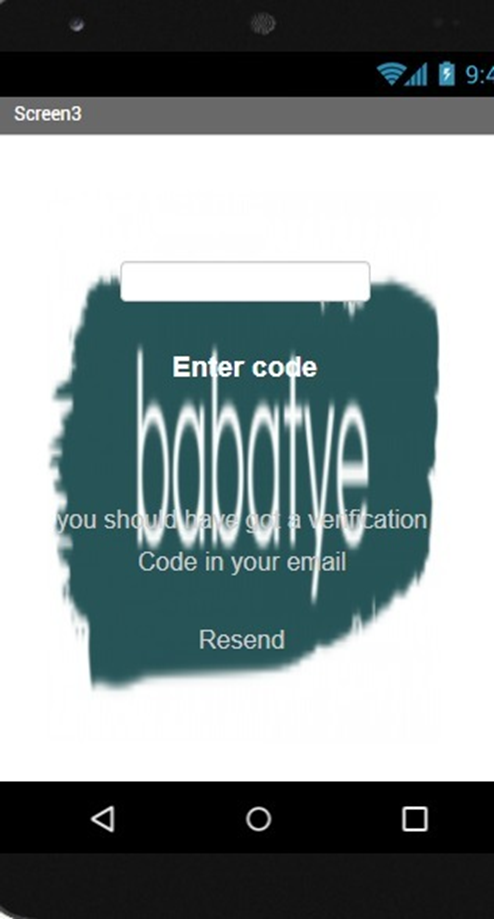 9:4
Screen3
Enter code
babatye
you should have got a verification
Code in your email
Resend